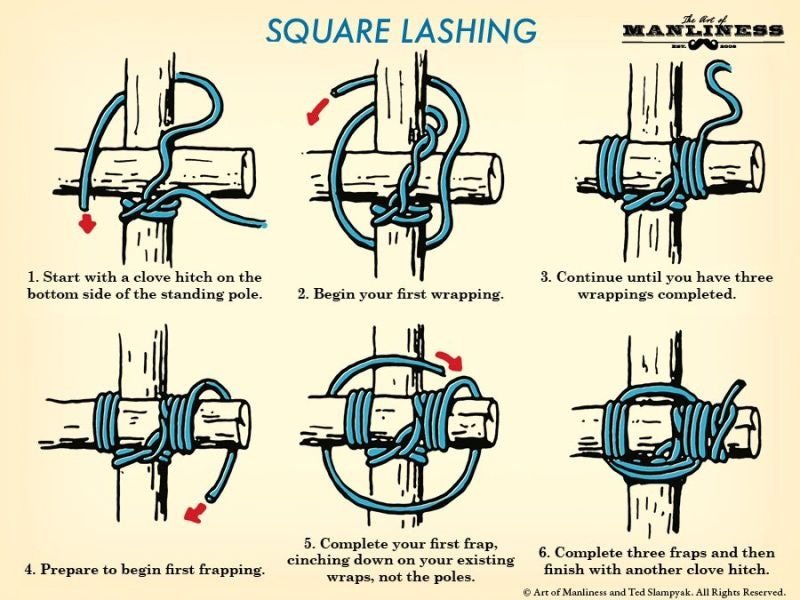 SQUARE LASHING
The Art of
MANLINESS
EST. 2008
1. Start with a clove hitch on the
bottom side of the standing pole.
2. Begin your first wrapping.
3. Continue until you have three
wrappings completed.
4. Prepare to begin first frapping.
5. Complete your first frap,
cinching down on your existing
wraps, not the poles.
6. Complete three fraps and then
finish with another clove hitch.
© Art of Manliness and Ted Slampyak. All Rights Reserved.